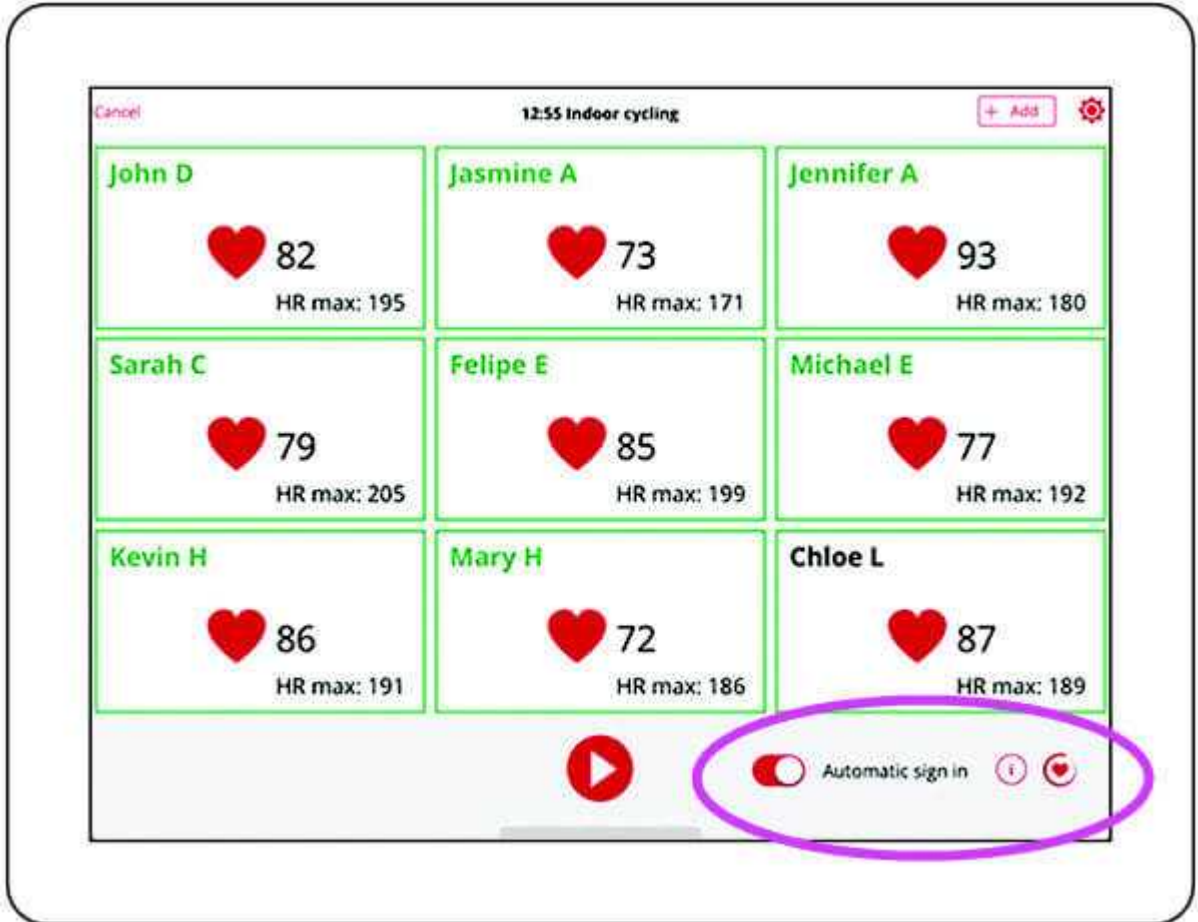 Cancel
12:55 Indoor cycling
+ Add
John D
82
HR max: 195
Jasmine A
73
HR max: 171
Jennifer A
93
HR max: 180
Sarah C
79
HR max: 205
Felipe E
85
HR max: 199
Michael E
77
HR max: 192
Kevin H
86
HR max: 191
Mary H
72
HR max: 186
Chloe L
87
HR max: 189
Automatic sign in
i